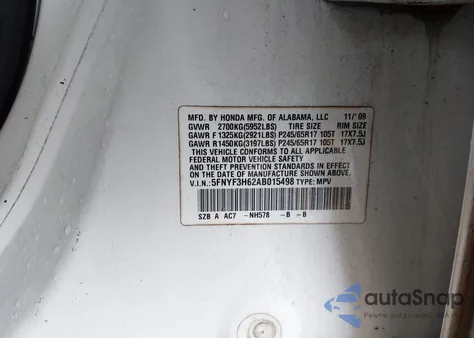 MFD. BY HONDA MFG. OF ALABAMA, LLC 11/'09
GVWR 2700KG(5952LBS) TIRE SIZE RIM SIZE
GAWR F 1325KG(2921LBS) P245/65R17 105T 17X7.5J
GAWR R1450KG(3197LBS) P245/65R17 105T 17X7.5J
THIS VEHICLE CONFORMS TO ALL APPLICABLE
FEDERAL MOTOR VEHICLE SAFETY
AND THEFT PREVENTION STANDARDS IN EFFECT ON
THE DATE OF MANUFACTURE SHOWN ABOVE.
V.I.N.: 5FNYF3H62AB015498 TYPE: MPV
SZB A AC7 -NH578 -B -B
autoSnap
Pewne auta